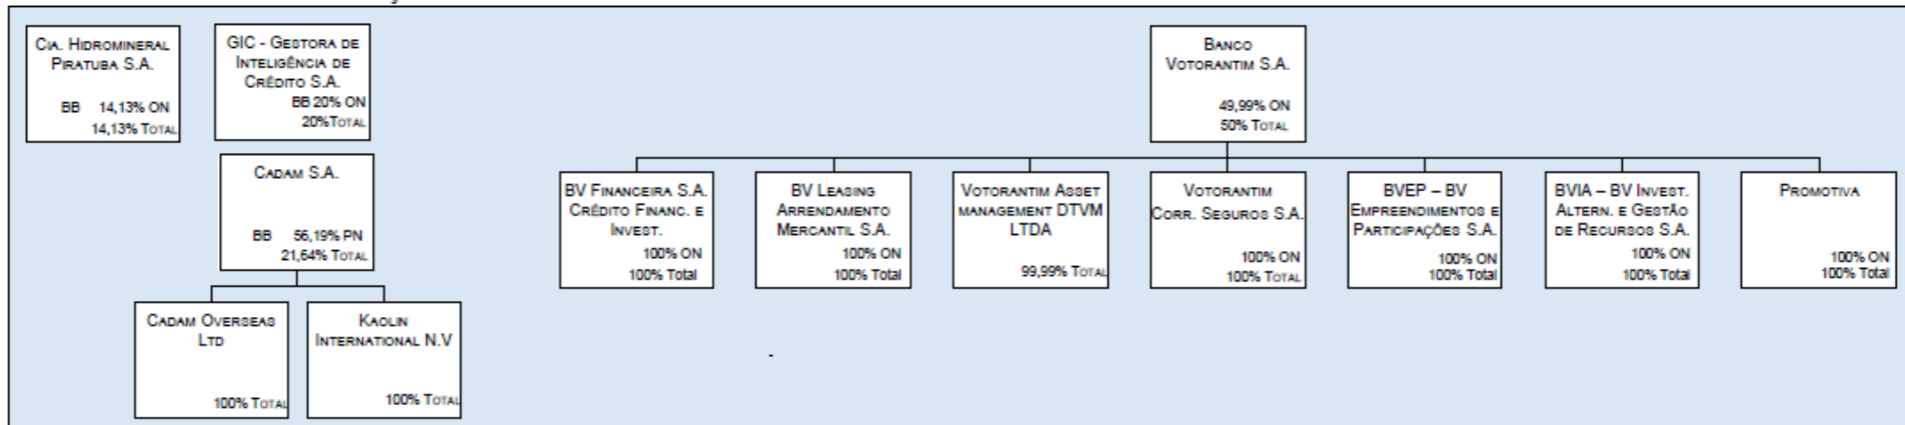 Cia. Hidromineral
Piratuba S.A.
BB 14,13% ON
14,13% Total
GIC - Gestora de
Inteligência de
Crédito S.A.
BB 20% ON
20%Total
Banco
Votorantim S.A.
49,99% ON
50% Total
Cadam S.A.
BB 56,19% PN
21,64% Total
BV Financeira S.A.
Crédito Financ. e
Invest.
100% ON
100% Total
BV Leasing
Arrendamento
Mercantil S.A.
100% ON
100% Total
Votorantim Asset
management DTVM
LTDA
99,99% Total
Votorantim
Corr. Seguros S.A.
100% ON
100% Total
BVEP – BV
Empreendimentos e
Participações S.A.
100% ON
100% Total
BVIA – BV Invest.
Altern. e Gestão
de Recursos S.A.
100% ON
100% Total
Promotiva
100% ON
100% Total
Cadam Overseas
Ltd
100% Total
Kaolin
International N.V
100% Total
-